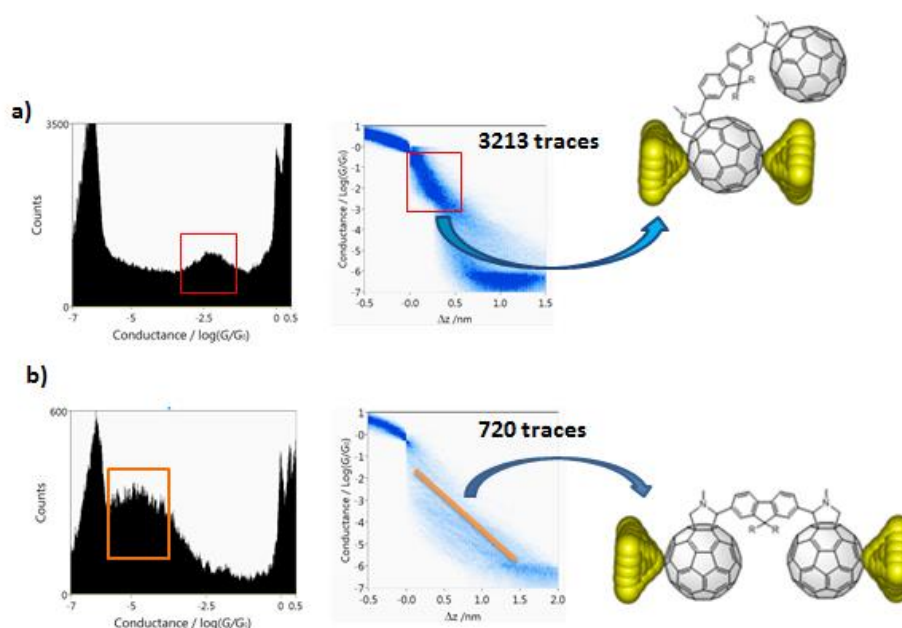 a)
3500
Counts
0
-7
-5
-2.5
0 0.5
Conductance / log(G/G₀)
3213 traces
Conductance / Log(G/G₀)
1
-0
-1
-2
-3
-4
-5
-6
-7
-0.5
0.0
0.5
1.0
1.5
Δz /nm
N
R
R
N
b)
600
Counts
0
-7
-5
-2.5
0 0.5
Conductance / log(G/G₀)
720 traces
Conductance / Log(G/G₀)
1
-0
-1
-2
-3
-4
-5
-6
-7
-0.5
0.0
0.5
1.0
1.5
2.0
Δz /nm
N
N
R R